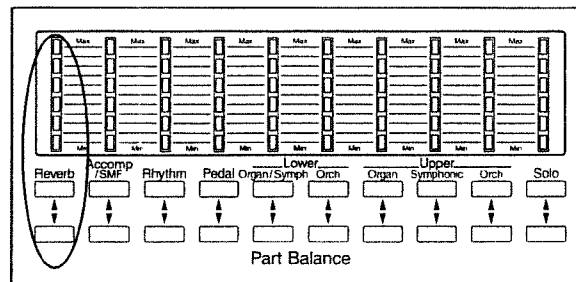 Max Max Max Max Max Max Max Max Max
Min Min Min Min Min Min Min Min Min
Lower Upper
Reverb Accomp /SMF Rhythm Pedal Organ/Symph Orch Organ Symphonic Orch Solo
Part Balance